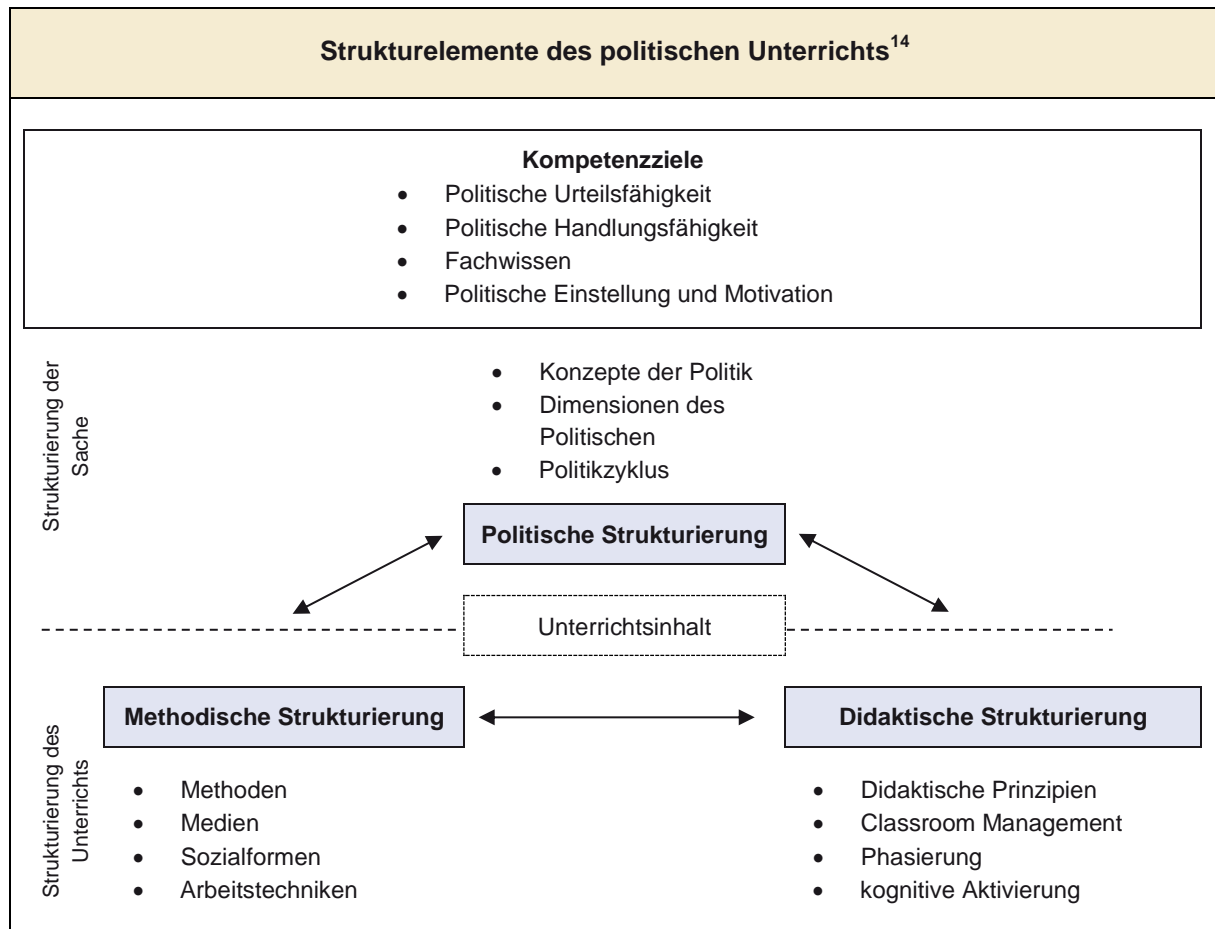 Strukturelemente des politischen Unterrichts14
Kompetenzziele
• Politische Urteilsfähigkeit
• Politische Handlungsfähigkeit
• Fachwissen
• Politische Einstellung und Motivation
Strukturierung der
Sache
• Konzepte der Politik
• Dimensionen des
Politischen
• Politikzyklus
Politische Strukturierung
Unterrichtsinhalt
Strukturierung des
Unterrichts
Methodische Strukturierung
• Methoden
• Medien
• Sozialformen
• Arbeitstechniken
Didaktische Strukturierung
• Didaktische Prinzipien
• Classroom Management
• Phasierung
• kognitive Aktivierung